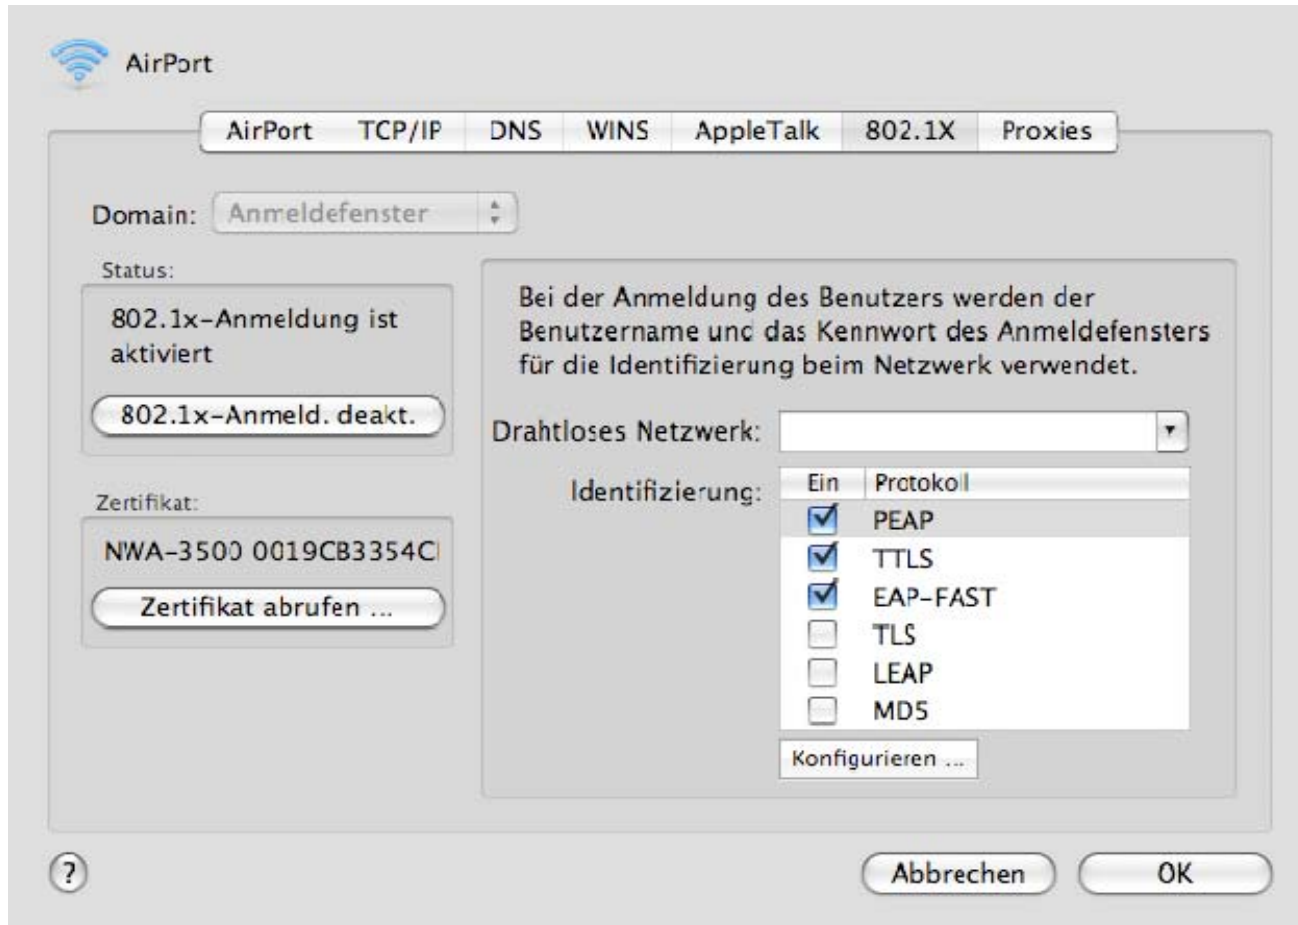 AirPort
AirPort TCP/IP DNS WINS AppleTalk 802.1X Proxies
Domain: Anmeldefenster
Status:
802.1x-Anmeldung ist
aktiviert
802.1x-Anmeld. deakt.
Zertifikat:
NWA-3500 0019CB3354C
Zertifikat abrufen ...
Bei der Anmeldung des Benutzers werden der
Benutzername und das Kennwort des Anmeldefensters
für die Identifizierung beim Netzwerk verwendet.
Drahtloses Netzwerk:
Identifizierung:
Ein Protokoll
PEAP
TTLS
EAP-FAST
TLS
LEAP
MD5
Konfigurieren ...
?
Abbrechen
OK